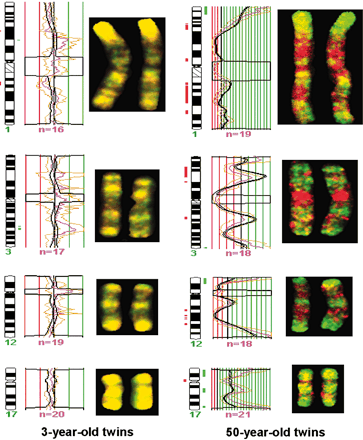 1 n=16 1 n=19
3 n=17 3 n=18
12 n=19 12 n=18
17 n=20 17 n=21
3-year-old twins 50-year-old twins